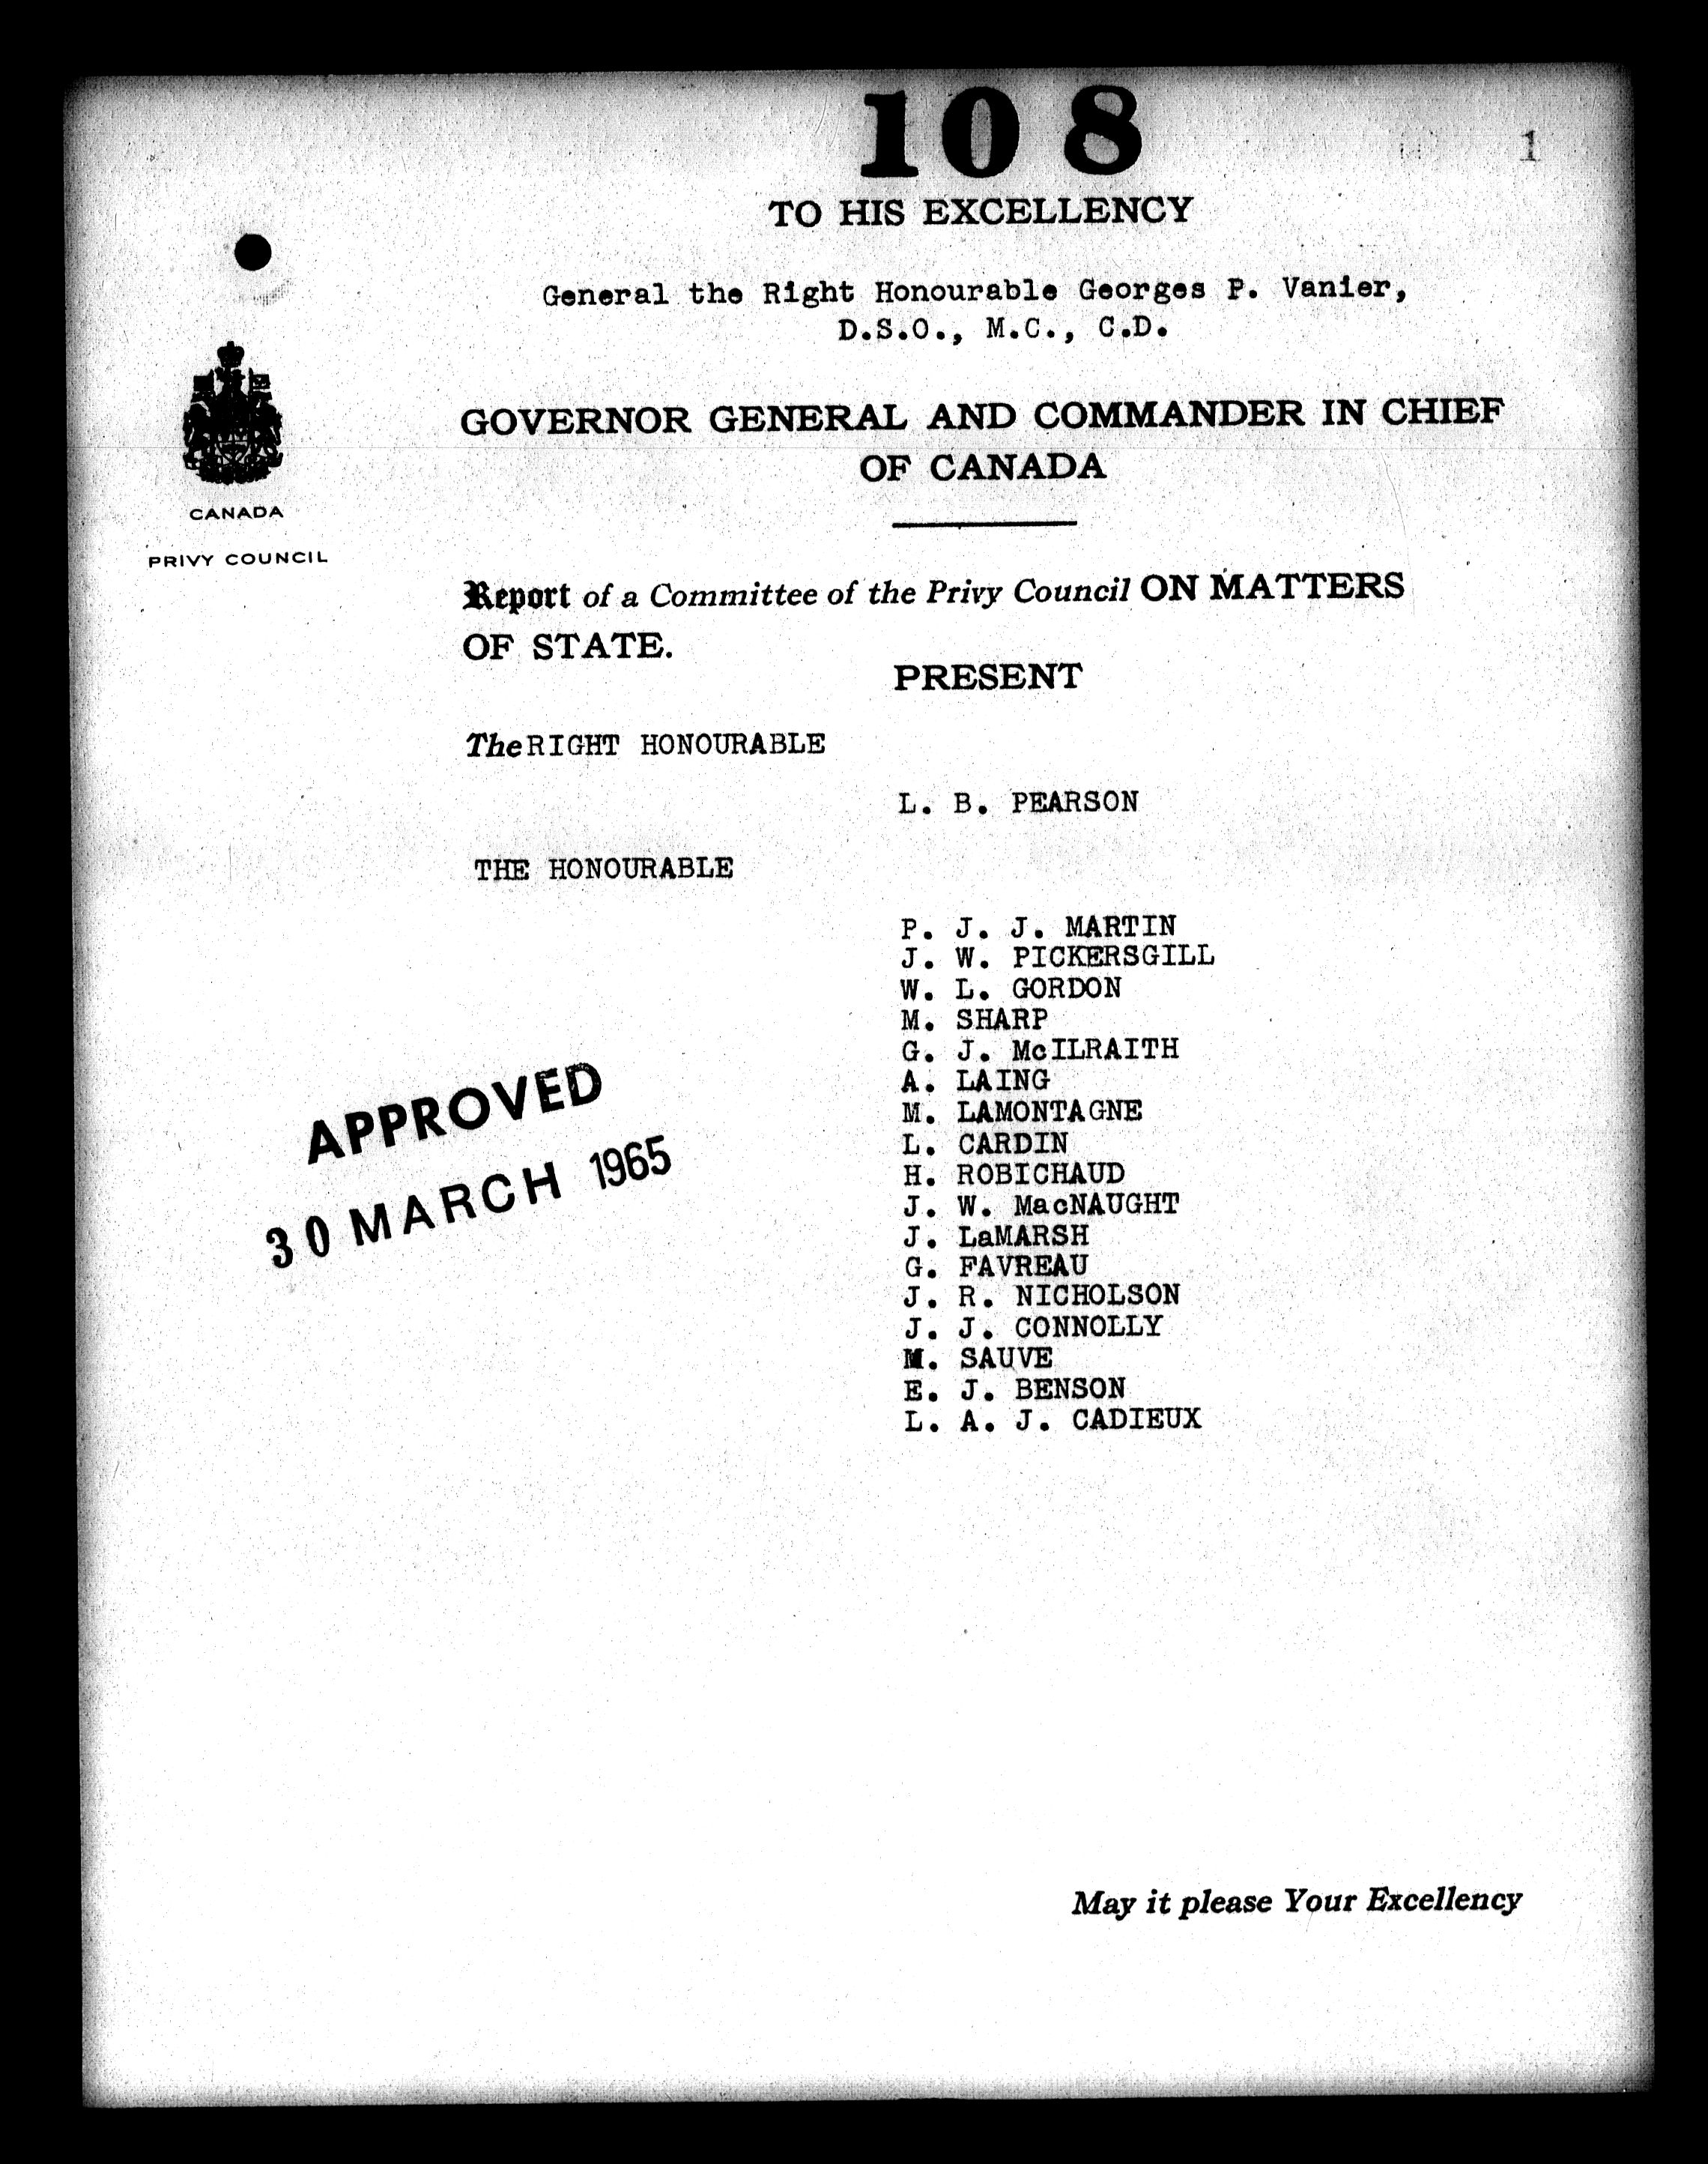 108
1
TO HIS EXCELLENCY
General the Right Honourable Georges P. Vanier,
D.S.O., M.C., C.D.
GOVERNOR GENERAL AND COMMANDER IN CHIEF
OF CANADA
CANADA
PRIVY COUNCIL
Report of a Committee of the Privy Council ON MATTERS
OF STATE.
PRESENT
The RIGHT HONOURABLE
L. B. PEARSON
THE HONOURABLE
P. J. J. MARTIN
J. W. PICKERSGILL
W. L. GORDON
M. SHARP
G. J. McILRAITH
A. LAING
M. LAMONTAGNE
L. CARDIN
H. ROBICHAUD
J. W. MacNAUGHT
J. LaMARSH
G. FAVREAU
J. R. NICHOLSON
J. J. CONNOLLY
M. SAUVE
E. J. BENSON
L. A. J. CADIEUX
APPROVED
30 MARCH 1965
May it please Your Excellency